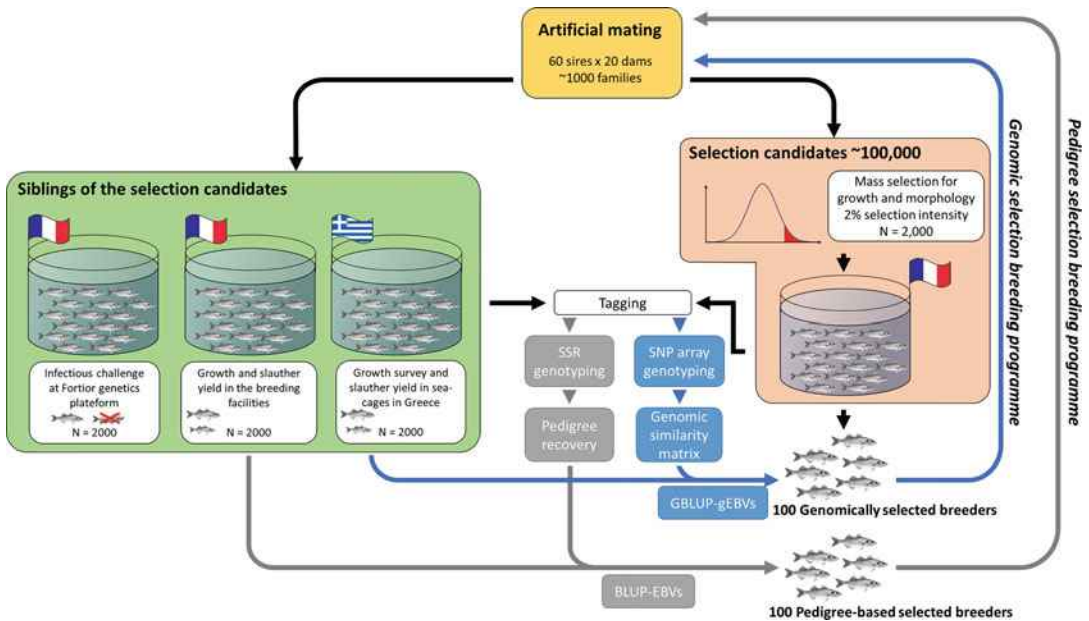 Artificial mating
60 sires x 20 dams
~1000 families
Genomic selection breeding programme
Pedigree selection breeding programme
Siblings of the selection candidates
Infectious challenge
at Fortior genetics
plateform
N = 2000
Growth and slauther
yield in the breeding
facilities
N = 2000
Growth survey and
slauther yield in sea-
cages in Greece
N = 2000
Selection candidates ~100,000
Mass selection for
growth and morphology
2% selection intensity
N = 2,000
Tagging
SSR
genotyping
SNP array
genotyping
Pedigree
recovery
Genomic
similarity
matrix
GBLUP-gEBVs
100 Genomically selected breeders
BLUP-EBVs
100 Pedigree-based selected breeders